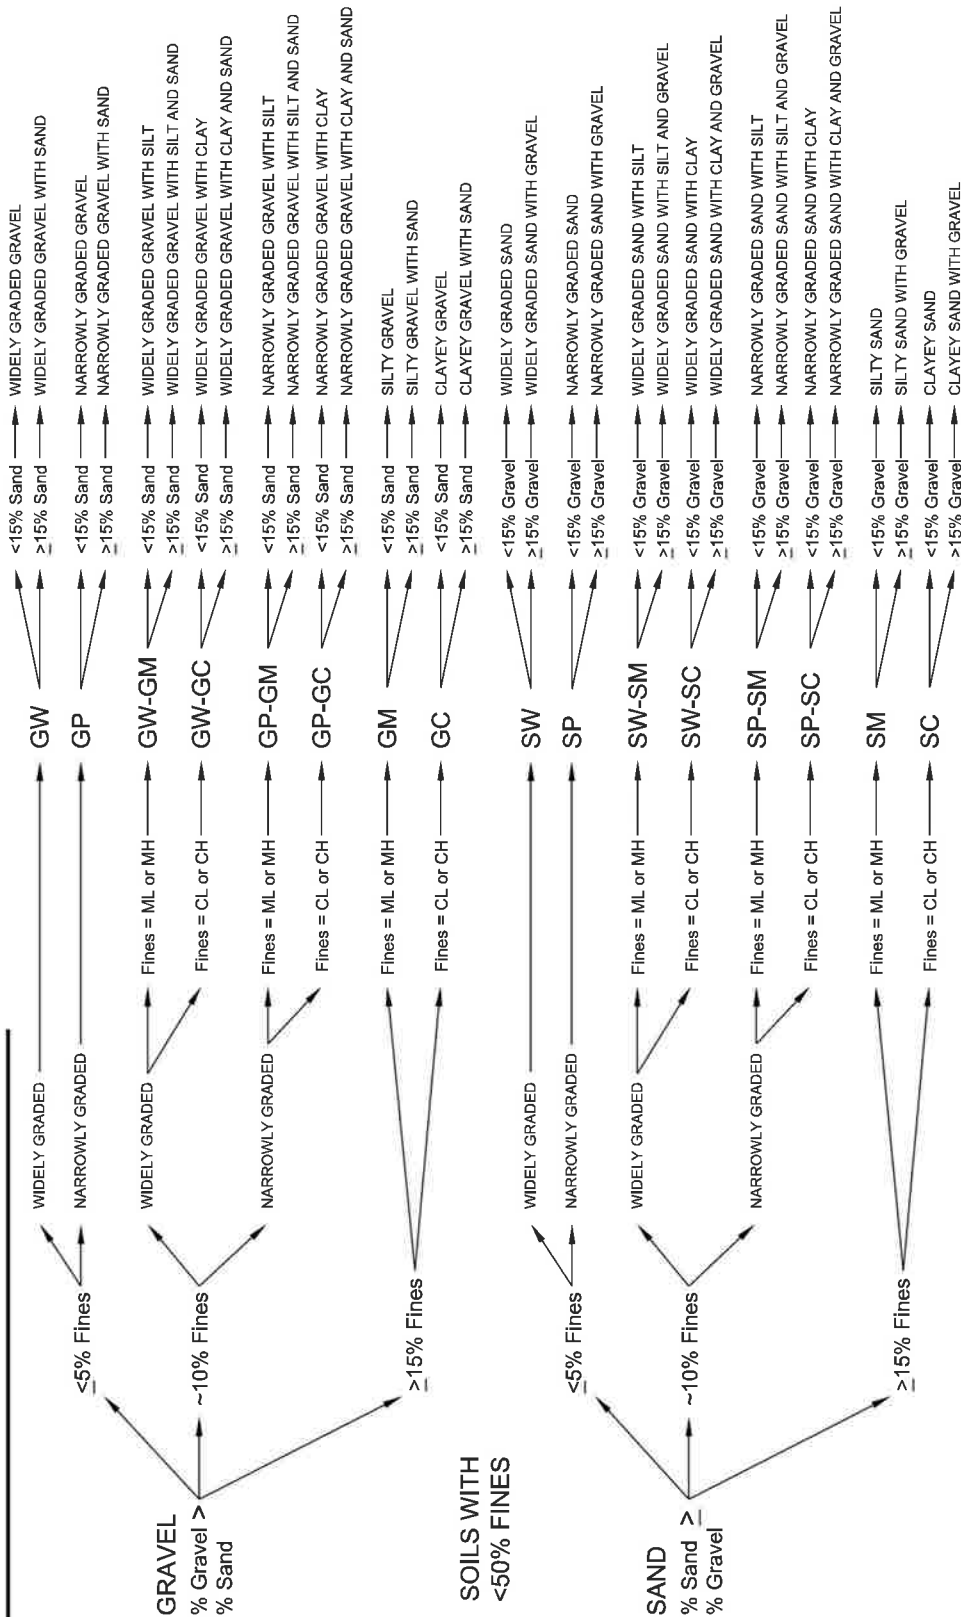 <15% Sand WIDELY GRADED GRAVEL
WIDELY GRADED GW ≥15% Sand WIDELY GRADED GRAVEL WITH SAND
≤5% Fines NARROWLY GRADED GP <15% Sand NARROWLY GRADED GRAVEL
≥15% Sand NARROWLY GRADED GRAVEL WITH SAND
WIDELY GRADED Fines = ML or MH GW-GM <15% Sand WIDELY GRADED GRAVEL WITH SILT
GRAVEL
≥15% Sand WIDELY GRADED GRAVEL WITH SILT AND SAND
% Gravel > ~10% Fines Fines = CL or CH GW-GC <15% Sand WIDELY GRADED GRAVEL WITH CLAY
% Sand ≥15% Sand WIDELY GRADED GRAVEL WITH CLAY AND SAND
NARROWLY GRADED Fines = ML or MH GP-GM <15% Sand NARROWLY GRADED GRAVEL WITH SILT
≥15% Sand NARROWLY GRADED GRAVEL WITH SILT AND SAND
Fines = CL or CH GP-GC <15% Sand NARROWLY GRADED GRAVEL WITH CLAY
≥15% Sand NARROWLY GRADED GRAVEL WITH CLAY AND SAND
Fines = ML or MH GM <15% Sand SILTY GRAVEL
≥15% Fines ≥15% Sand SILTY GRAVEL WITH SAND
Fines = CL or CH GC <15% Sand CLAYEY GRAVEL
≥15% Sand CLAYEY GRAVEL WITH SAND
SOILS WITH
<50% FINES
<15% Gravel WIDELY GRADED SAND
WIDELY GRADED SW ≥15% Gravel WIDELY GRADED SAND WITH GRAVEL
≤5% Fines NARROWLY GRADED SP <15% Gravel NARROWLY GRADED SAND
≥15% Gravel NARROWLY GRADED SAND WITH GRAVEL
WIDELY GRADED Fines = ML or MH SW-SM <15% Gravel WIDELY GRADED SAND WITH SILT
SAND
≥15% Gravel WIDELY GRADED SAND WITH SILT AND GRAVEL
% Sand ≥ ~10% Fines Fines = CL or CH SW-SC <15% Gravel WIDELY GRADED SAND WITH CLAY
% Gravel ≥15% Gravel WIDELY GRADED SAND WITH CLAY AND GRAVEL
NARROWLY GRADED Fines = ML or MH SP-SM <15% Gravel NARROWLY GRADED SAND WITH SILT
≥15% Gravel NARROWLY GRADED SAND WITH SILT AND GRAVEL
Fines = CL or CH SP-SC <15% Gravel NARROWLY GRADED SAND WITH CLAY
≥15% Gravel NARROWLY GRADED SAND WITH CLAY AND GRAVEL
Fines = ML or MH SM <15% Gravel SILTY SAND
≥15% Fines ≥15% Gravel SILTY SAND WITH GRAVEL
Fines = CL or CH SC <15% Gravel CLAYEY SAND
≥15% Gravel CLAYEY SAND WITH GRAVEL